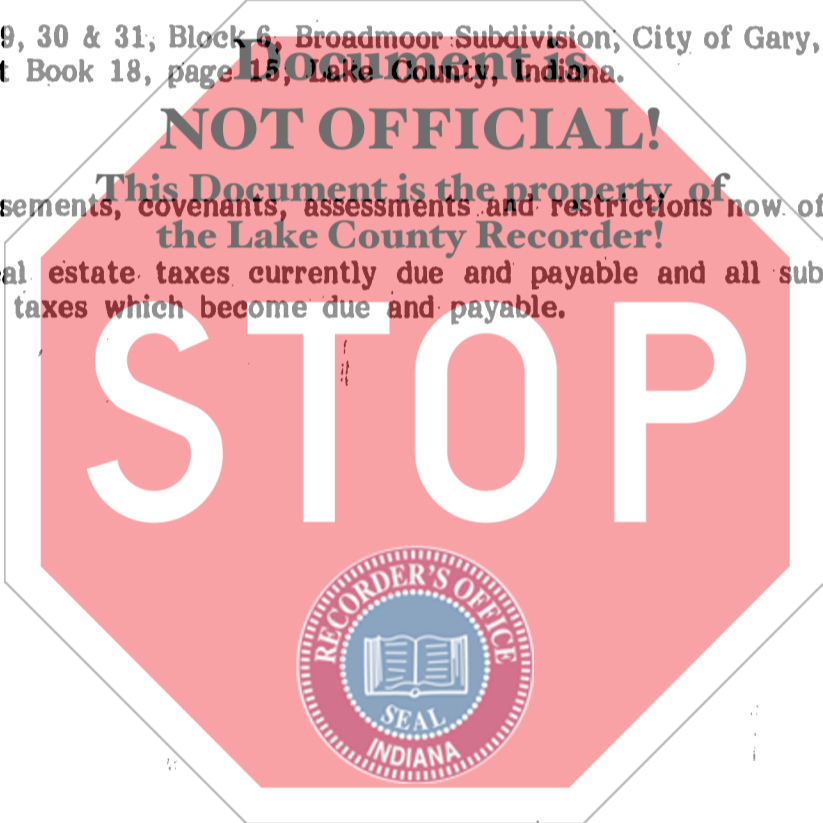 9, 30 & 31, Block 6, Broadmoor Subdivision, City of Gary,
Document is
t Book 18, page 15, Lake County, Indiana.
NOT OFFICIAL!
This Document is the property of
sements, covenants, assessments and restrictions now of
the Lake County Recorder!
al estate taxes currently due and payable and all sub
taxes which become due and payable.
STOP
RECORDER'S OFFICE
SEAL
INDIANA